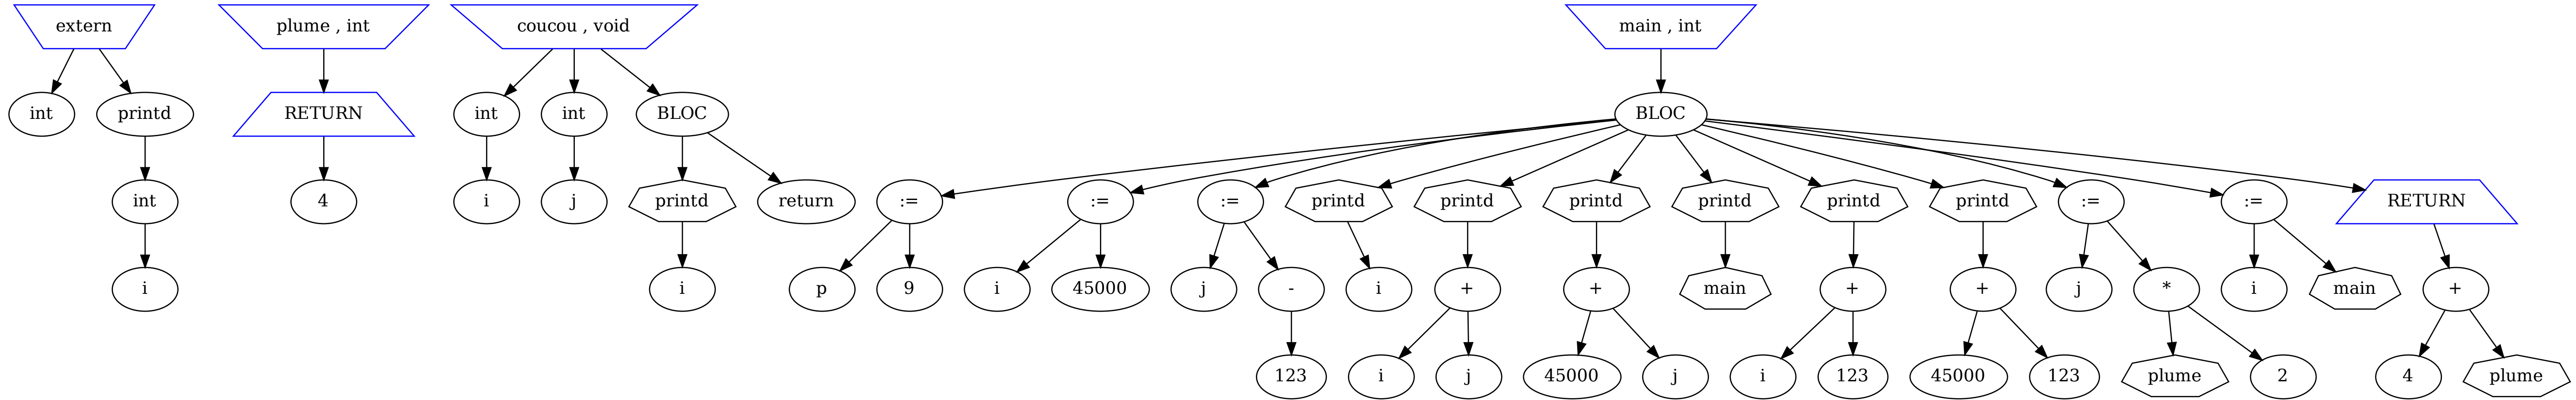 extern
plume , int
coucou , void
main , int
int
printd
RETURN
int
int
BLOC
BLOC
int
4
i
j
printd
return
:=
:=
:=
printd
printd
printd
printd
printd
printd
:=
:=
RETURN
i
i
p
9
i
45000
j
-
i
+
+
main
+
+
j
*
i
main
+
123
i
j
45000
j
i
123
45000
123
plume
2
4
plume